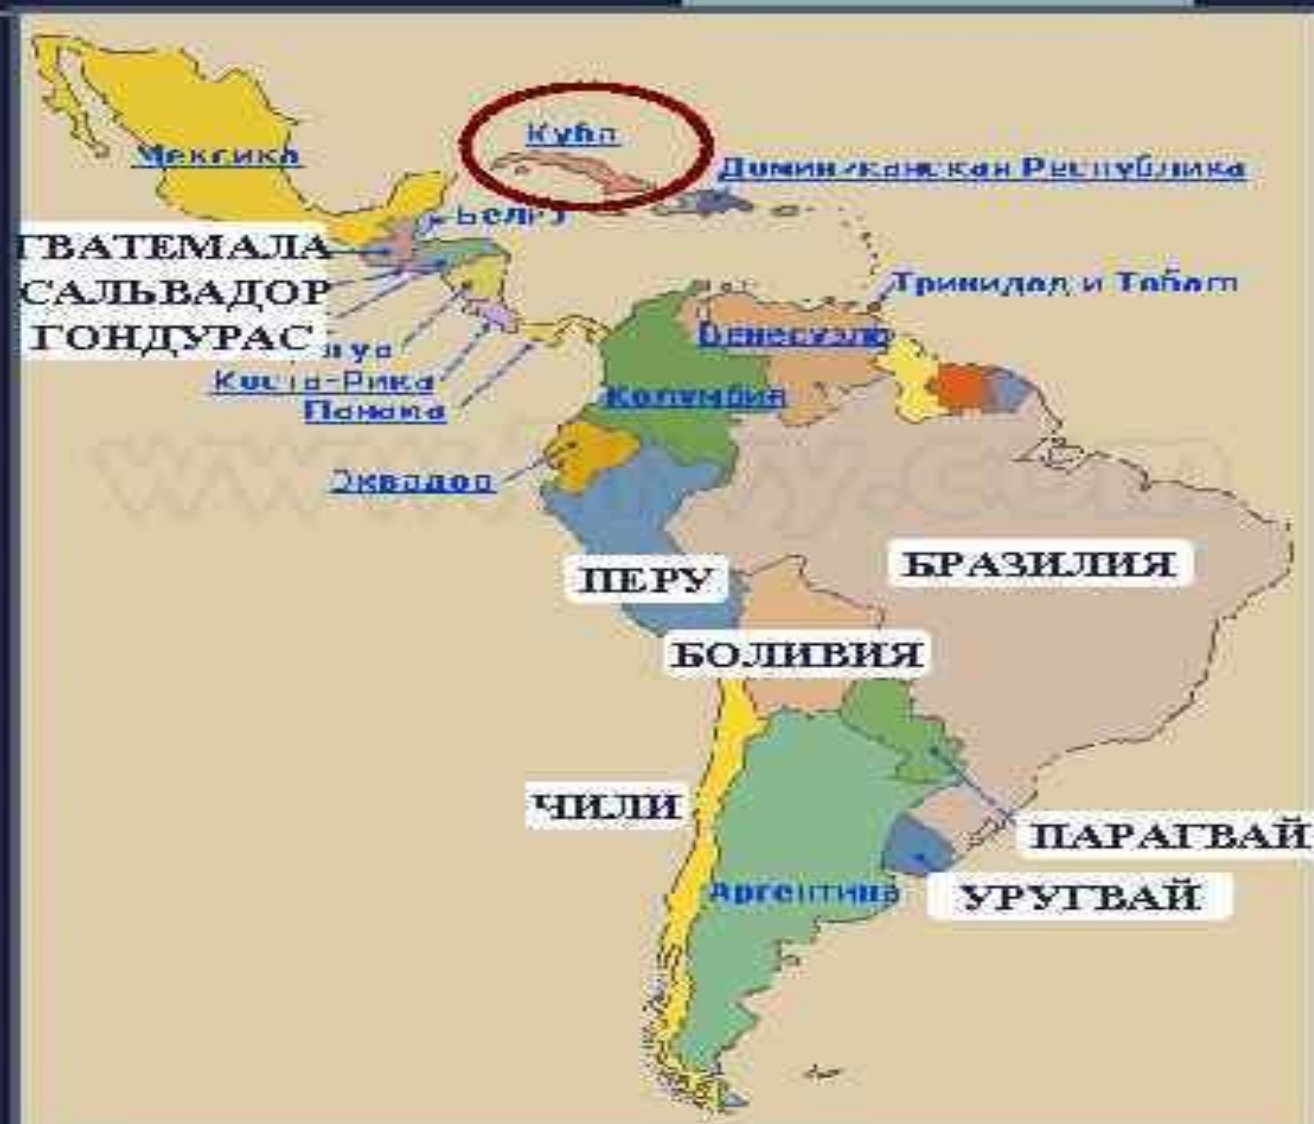 Куба
Мексика
Доминиканская Республика
Белиз
ГВАТЕМАЛА
САЛЬВАДОР
ГОНДУРАС
Тринидад и Тобаго
Венесуэла
Коста-Рика
Панама
Колумбия
Эквадор
ПЕРУ
БРАЗИЛИЯ
БОЛИВИЯ
ЧИЛИ
ПАРАГВАЙ
Аргентина
УРУГВАЙ